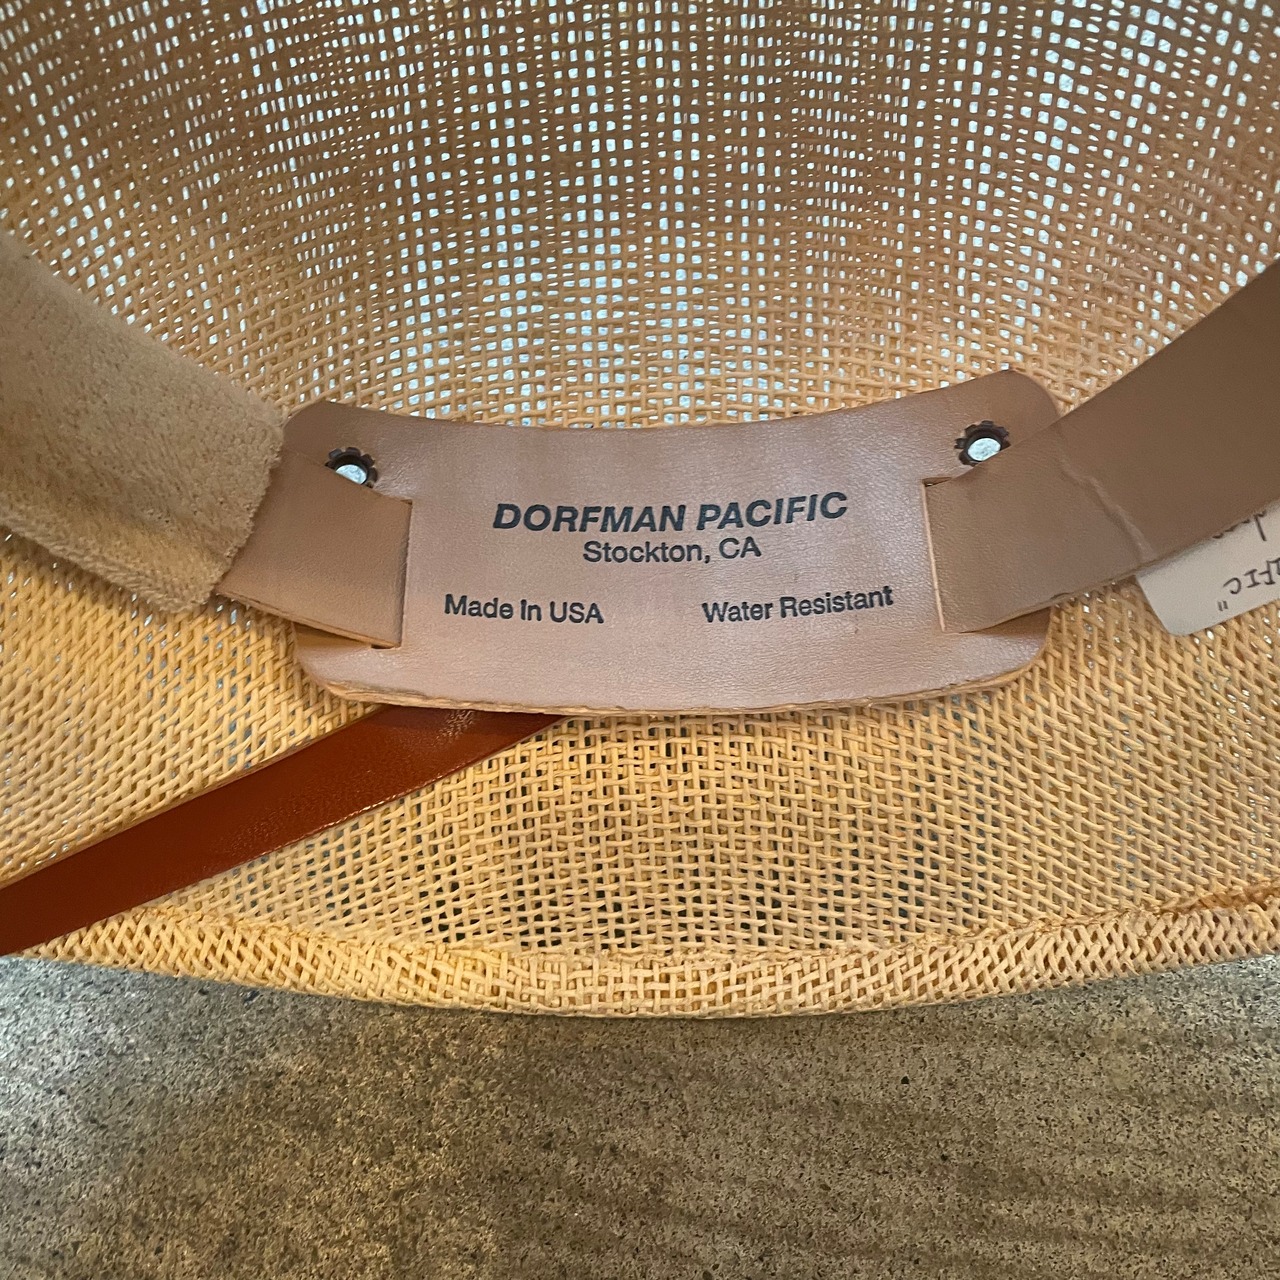 DORFMAN PACIFIC
Stockton, CA
Made In USA
Water Resistant